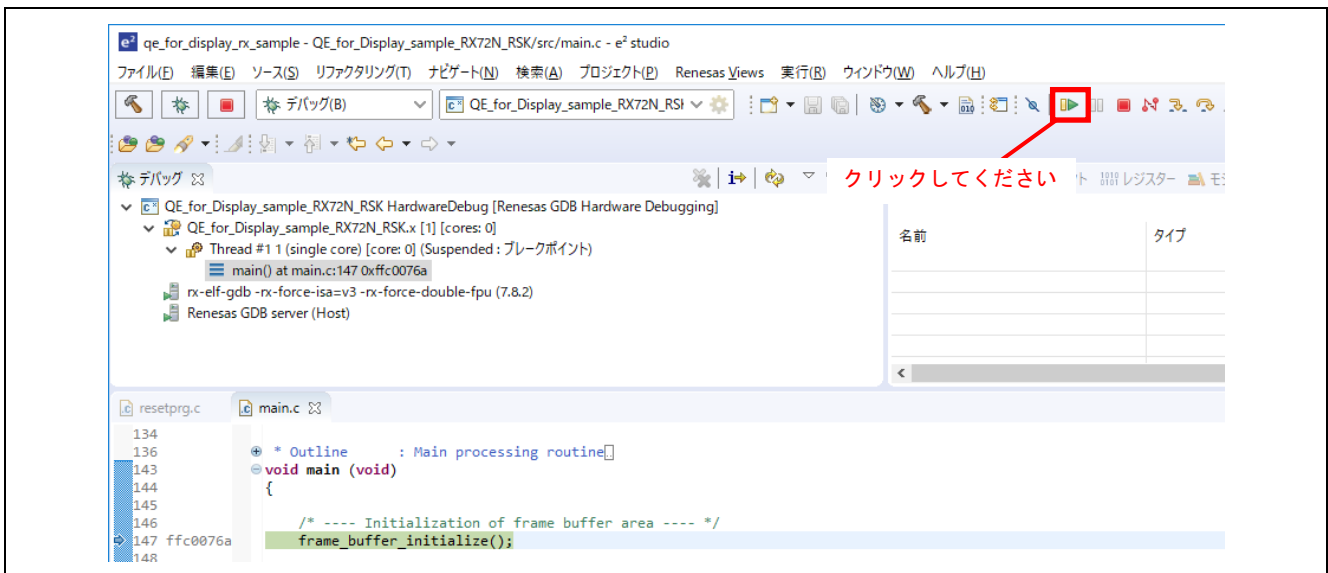 qe_for_display_rx_sample - QE_for_Display_sample_RX72N_RSK/src/main.c - e² studio
ファイル(F) 編集(E) ソース(S) リファクタリング(T) ナビゲート(N) 検索(A) プロジェクト(P) Renesas Views 実行(R) ウィンドウ(W) ヘルプ(H)
デバッグ(B) QE_for_Display_sample_RX72N_RSK
クリックしてください
デバッグ レジスター
QE_for_Display_sample_RX72N_RSK HardwareDebug [Renesas GDB Hardware Debugging]
QE_for_Display_sample_RX72N_RSK.x [1] [cores: 0]
Thread #1 1 (single core) [core: 0] (Suspended : ブレークポイント)
main() at main.c:147 0xffc0076a
rx-elf-gdb -rx-force-isa=v3 -rx-force-double-fpu (7.8.2)
Renesas GDB server (Host)
名前 タイプ
resetprg.c main.c
134
136 * Outline : Main processing routine
143 void main (void)
144 {
145
146 /* ---- Initialization of frame buffer area ---- */
147 ffc0076a frame_buffer_initialize();
148